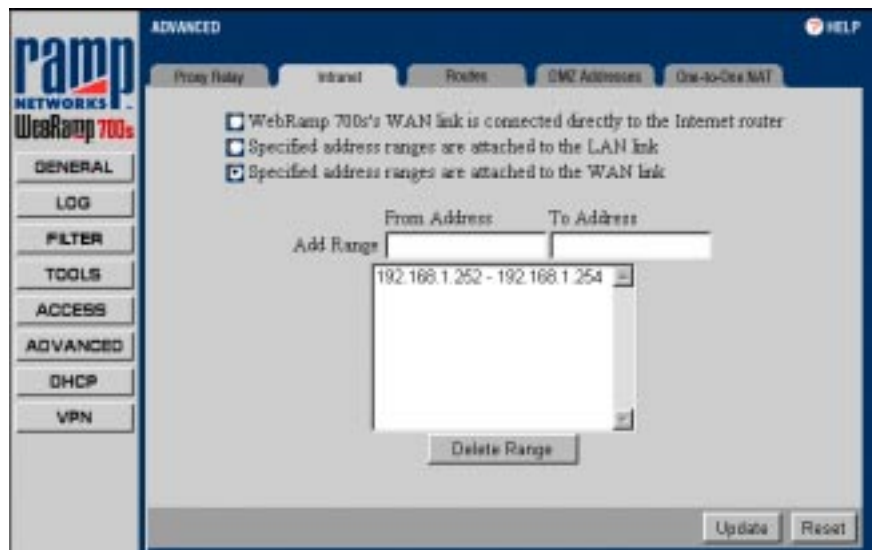 ADVANCED
? HELP
ramp
NETWORKS
WebRamp 700s
Proxy Relay
Intranet
Routes
DMZ Addresses
One-to-One NAT
GENERAL
LOG
FILTER
TOOLS
ACCESS
ADVANCED
DHCP
VPN
WebRamp 700s's WAN link is connected directly to the Internet router
Specified address ranges are attached to the LAN link
Specified address ranges are attached to the WAN link
From Address To Address
Add Range
192.168.1.252 - 192.168.1.254
Delete Range
Update Reset